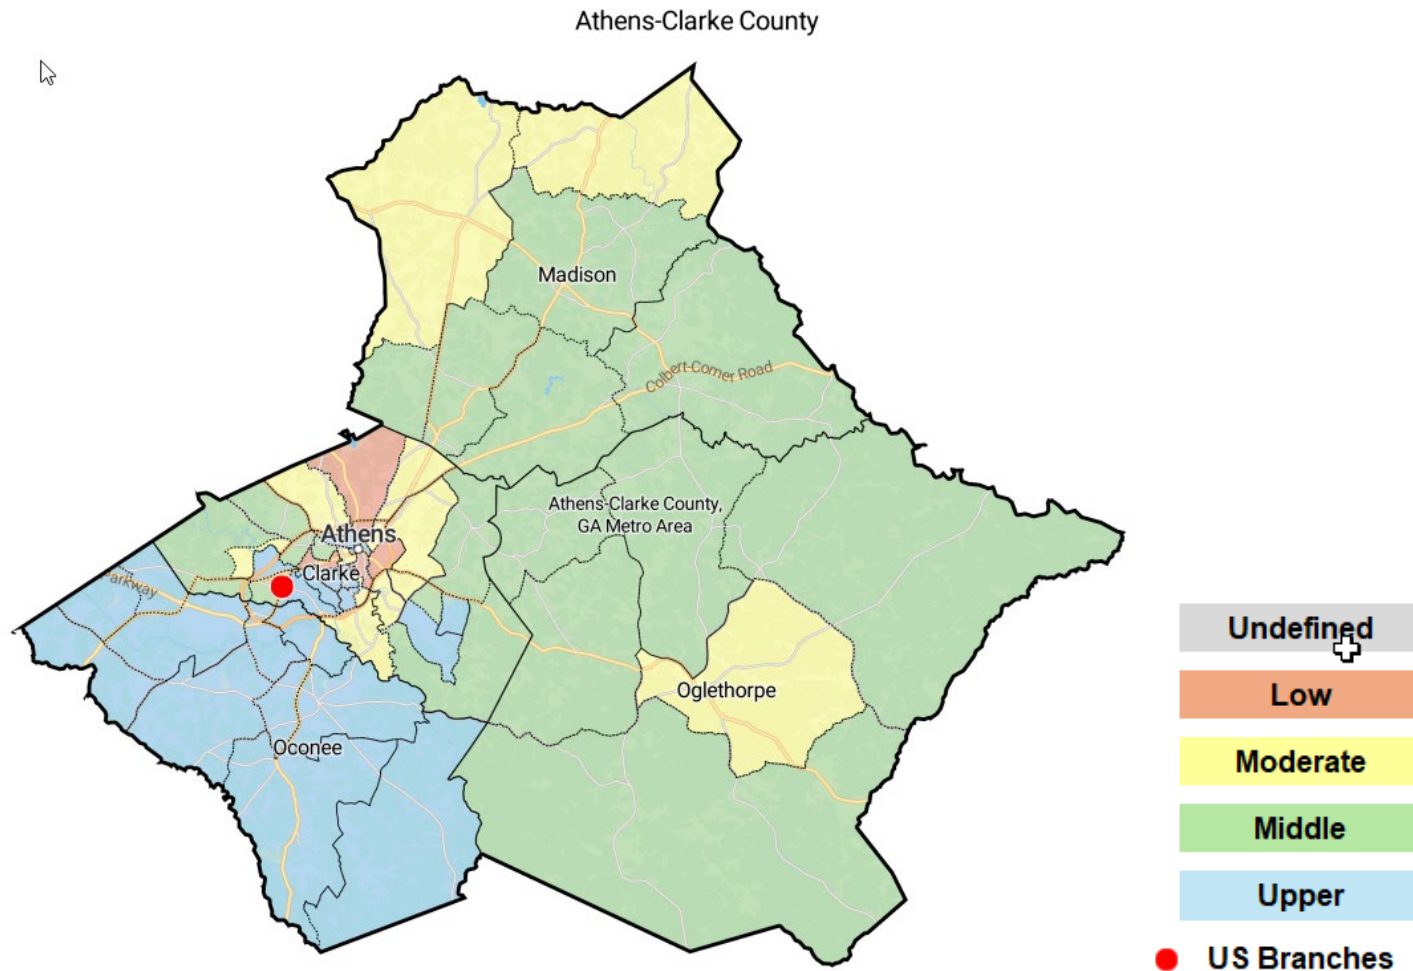 Athens-Clarke County
Madison
Colbert-Comer Road
Athens-Clarke County,
GA Metro Area
Athens
Clarke
Parkway
Oglethorpe
Oconee
Undefined
Low
Moderate
Middle
Upper
US Branches